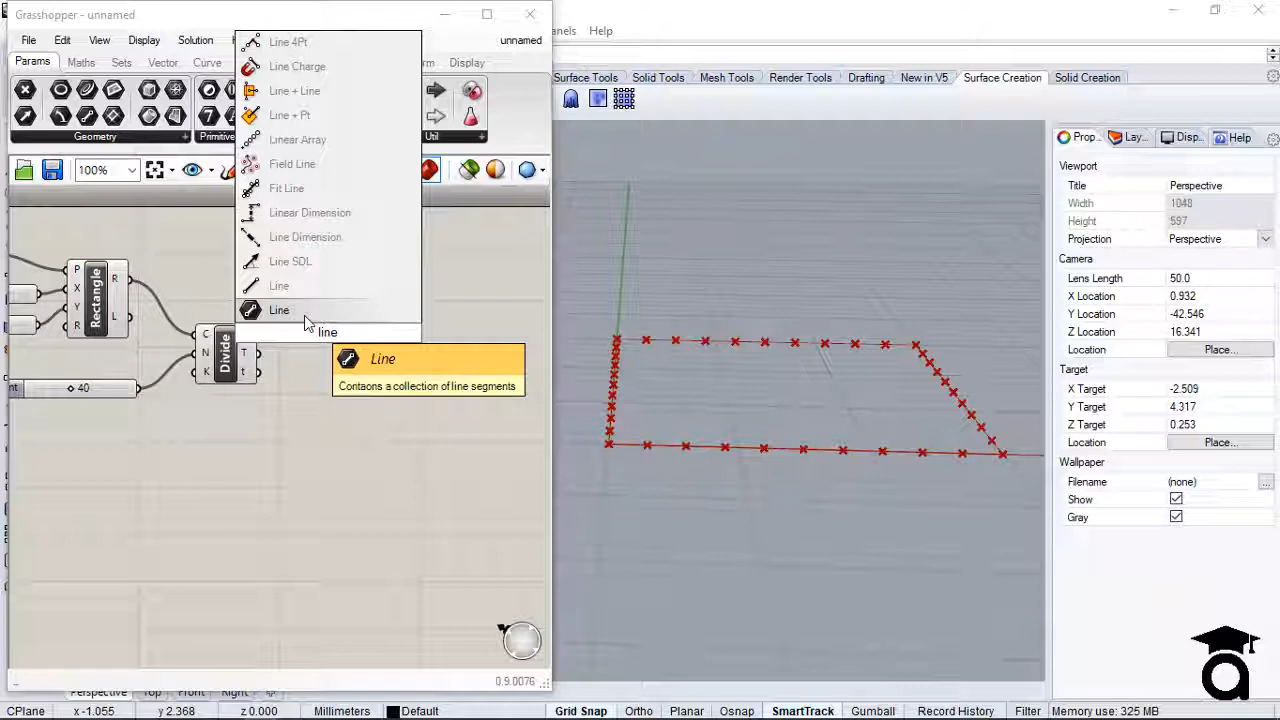 Grasshopper - unnamed
File Edit View Display Solution unnamed
anels Help
Params Maths Sets Vector Curve Display
Geometry Primitive Util
100%
Line 4Pt
Line Charge
Line + Line
Line + Pt
Linear Array
Field Line
Fit Line
Linear Dimension
Line Dimension
Line SDL
Line
Line
line
Line
Contaons a collection of line segments
P X Y R Rectangle R L
C N K Divide T t
40
0.9.0076
Surface Tools Solid Tools Mesh Tools Render Tools Drafting New in V5 Surface Creation Solid Creation
Prop... Lay... Disp... Help
Viewport
Title Perspective
Width 1048
Height 597
Projection Perspective
Camera
Lens Length 50.0
X Location 0.932
Y Location -42.546
Z Location 16.341
Location Place...
Target
X Target -2.509
Y Target 4.317
Z Target 0.253
Location Place...
Wallpaper
Filename (none) ...
Show
Gray
a
Perspective Top Front Right
CPlane x -1.055 y 2.368 z 0.000 Millimeters Default Grid Snap Ortho Planar Osnap SmartTrack Gumball Record History Filter Memory use: 325 MB